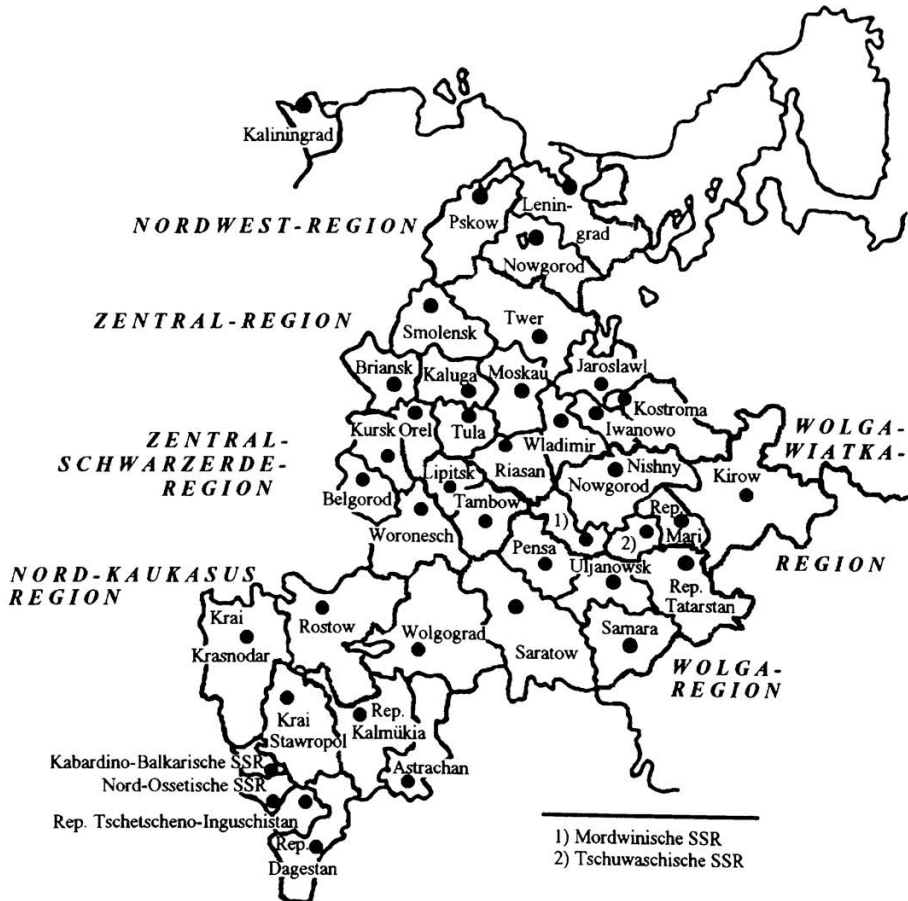 Kaliningrad
NORDWEST-REGION
Pskow
Lenin-
grad
Nowgorod
ZENTRAL-REGION
Smolensk
Twer
Briansk
Kaluga
Moskau
Jaroslawl
Kostroma
Iwanowo
ZENTRAL-
SCHWARZERDE-
REGION
Kursk
Orel
Tula
Wladimir
WOLGA-
WIATKA-
REGION
Lipitsk
Riasan
Nishny
Nowgorod
Kirow
Belgorod
Tambow
Woronesch
1)
2)
Rep.
Mari
Pensa
Uljanowsk
Rep.
Tatarstan
NORD-KAUKASUS
REGION
Krai
Krasnodar
Rostow
Wolgograd
Saratow
Samara
WOLGA-
REGION
Krai
Stawropol
Rep.
Kalmükia
Kabardino-Balkarische SSR
Nord-Ossetische SSR
Astrachan
Rep. Tschetscheno-Inguschistan
Rep.
Dagestan
1) Mordwinische SSR
2) Tschuwaschische SSR